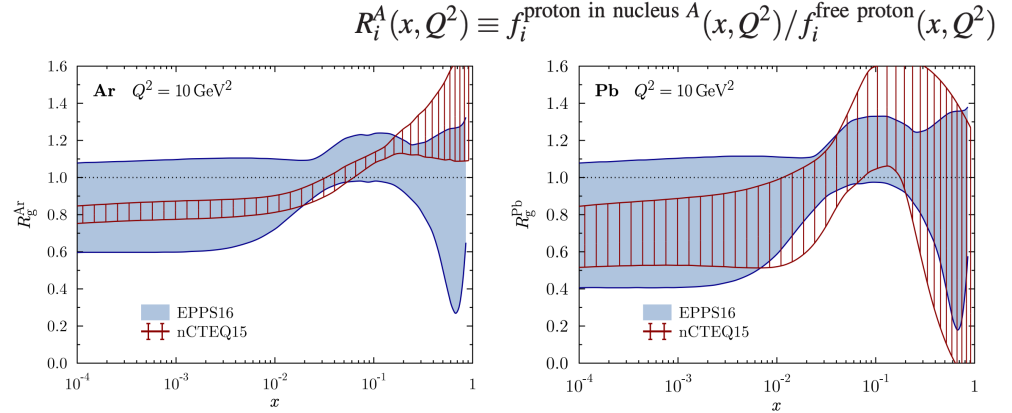 R_i^A(x,Q^2) ≡ f_i^{proton in nucleus A}(x,Q^2)/f_i^{free proton}(x,Q^2)
Ar Q^2 = 10 GeV^2
1.6
1.4
1.2
1.0
0.8
0.6
0.4
0.2
0.0
R_g^{Ar}
EPPS16
nCTEQ15
10^{-4} 10^{-3} 10^{-2} 10^{-1} 1
x
Pb Q^2 = 10 GeV^2
1.6
1.4
1.2
1.0
0.8
0.6
0.4
0.2
0.0
R_g^{Pb}
EPPS16
nCTEQ15
10^{-4} 10^{-3} 10^{-2} 10^{-1} 1
x